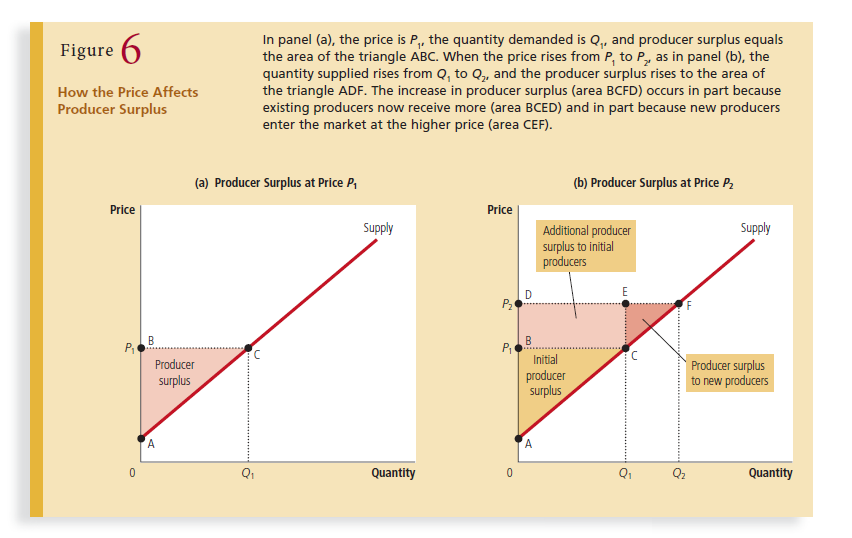 Figure 6
How the Price Affects
Producer Surplus
In panel (a), the price is P₁, the quantity demanded is Q₁, and producer surplus equals
the area of the triangle ABC. When the price rises from P₁ to P₂, as in panel (b), the
quantity supplied rises from Q₁ to Q₂, and the producer surplus rises to the area of
the triangle ADF. The increase in producer surplus (area BCFD) occurs in part because
existing producers now receive more (area BCED) and in part because new producers
enter the market at the higher price (area CEF).
(a) Producer Surplus at Price P₁
Price
Supply
P₁
B
C
Producer
surplus
A
0
Q₁
Quantity
(b) Producer Surplus at Price P₂
Price
Supply
Additional producer
surplus to initial
producers
P₂
D
E
F
P₁
B
C
Initial
producer
surplus
Producer surplus
to new producers
A
0
Q₁
Q₂
Quantity